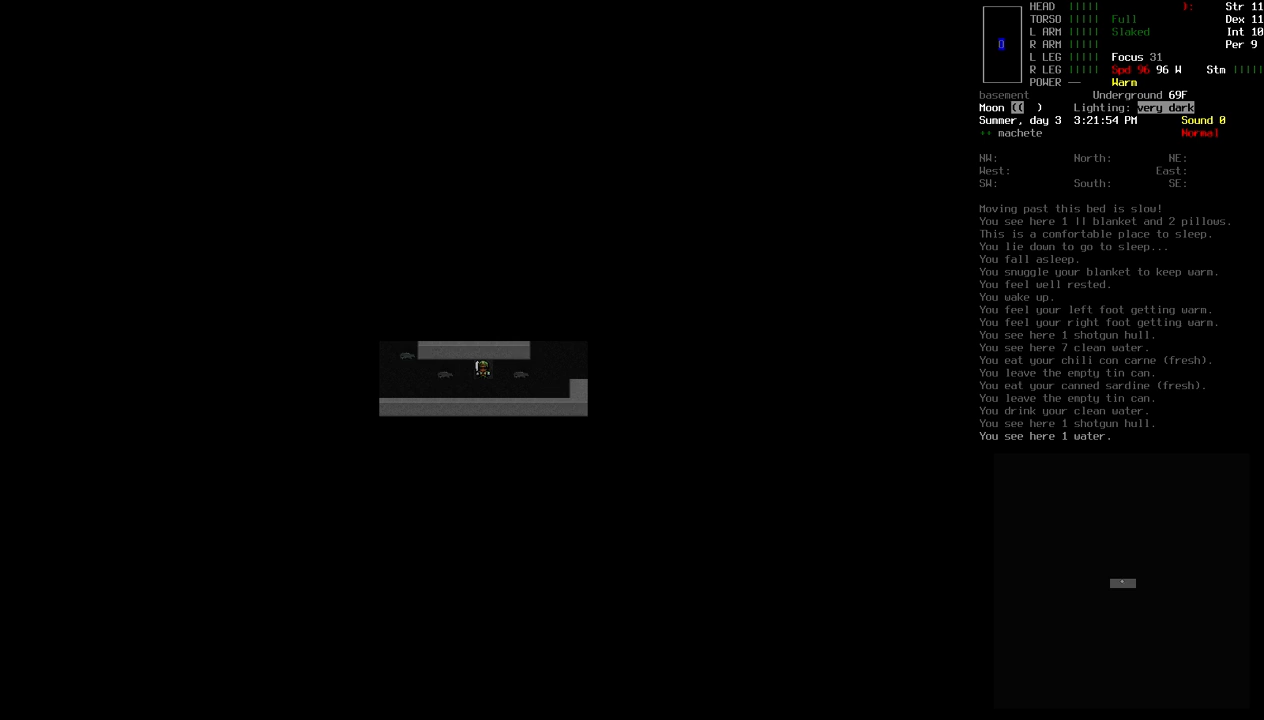 HEAD ||||| ): Str 11
TORSO ||||| Full Dex 11
L ARM ||||| Slaked Int 10
R ARM ||||| Per 9
L LEG ||||| Focus 31
R LEG ||||| Spd 96 96 W Stm |||||
POWER -- Warm
basement Underground 69F
Moon (( ) Lighting: very dark
Summer, day 3 3:21:54 PM Sound 0
++ machete Normal
NW: North: NE:
West: East:
SW: South: SE:
Moving past this bed is slow!
You see here 1 || blanket and 2 pillows.
This is a comfortable place to sleep.
You lie down to go to sleep...
You fall asleep.
You snuggle your blanket to keep warm.
You feel well rested.
You wake up.
You feel your left foot getting warm.
You feel your right foot getting warm.
You see here 1 shotgun hull.
You see here 7 clean water.
You eat your chili con carne (fresh).
You leave the empty tin can.
You eat your canned sardine (fresh).
You leave the empty tin can.
You drink your clean water.
You see here 1 shotgun hull.
You see here 1 water.